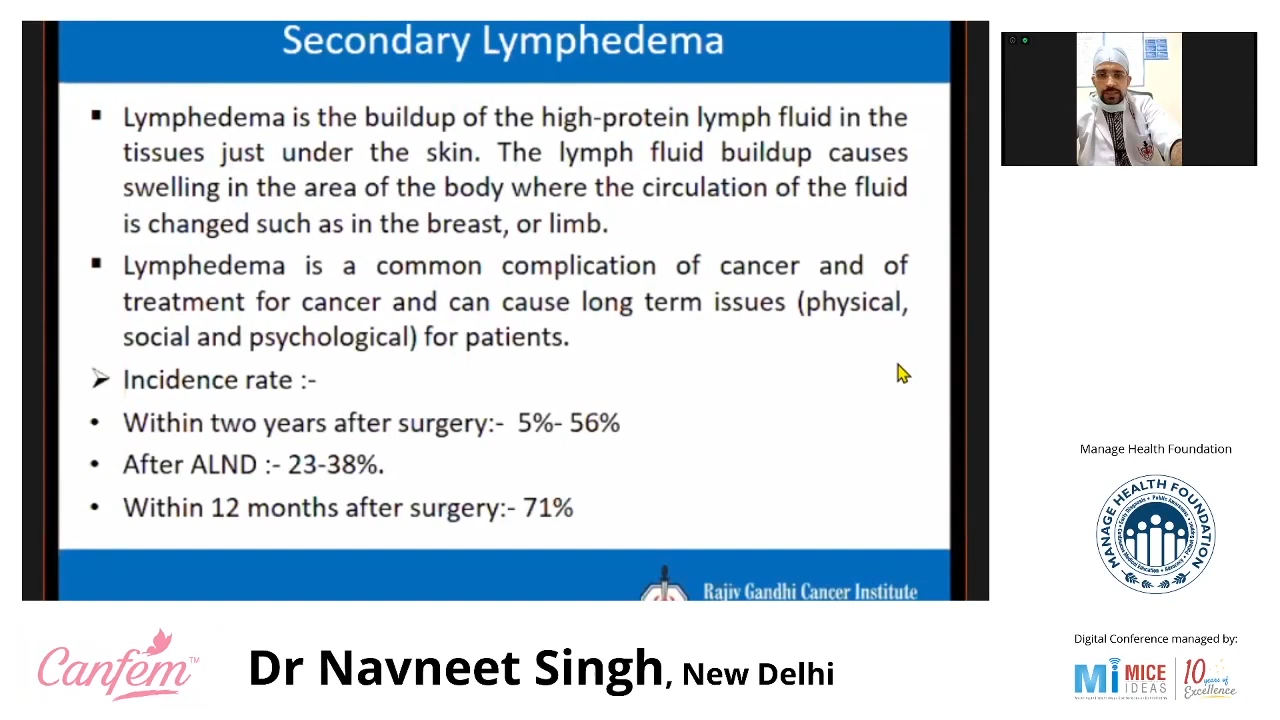 Secondary Lymphedema
▪ Lymphedema is the buildup of the high-protein lymph fluid in the
tissues just under the skin. The lymph fluid buildup causes
swelling in the area of the body where the circulation of the fluid
is changed such as in the breast, or limb.
▪ Lymphedema is a common complication of cancer and of
treatment for cancer and can cause long term issues (physical,
social and psychological) for patients.
➢ Incidence rate :-
• Within two years after surgery:- 5%- 56%
• After ALND :- 23-38%.
• Within 12 months after surgery:- 71%
Rajiv Gandhi Cancer Institute
Manage Health Foundation
MANAGE HEALTH FOUNDATION
Digital Conference managed by:
Mi MICE
IDEAS
10 years of
Excellence
Canfem™
Dr Navneet Singh, New Delhi